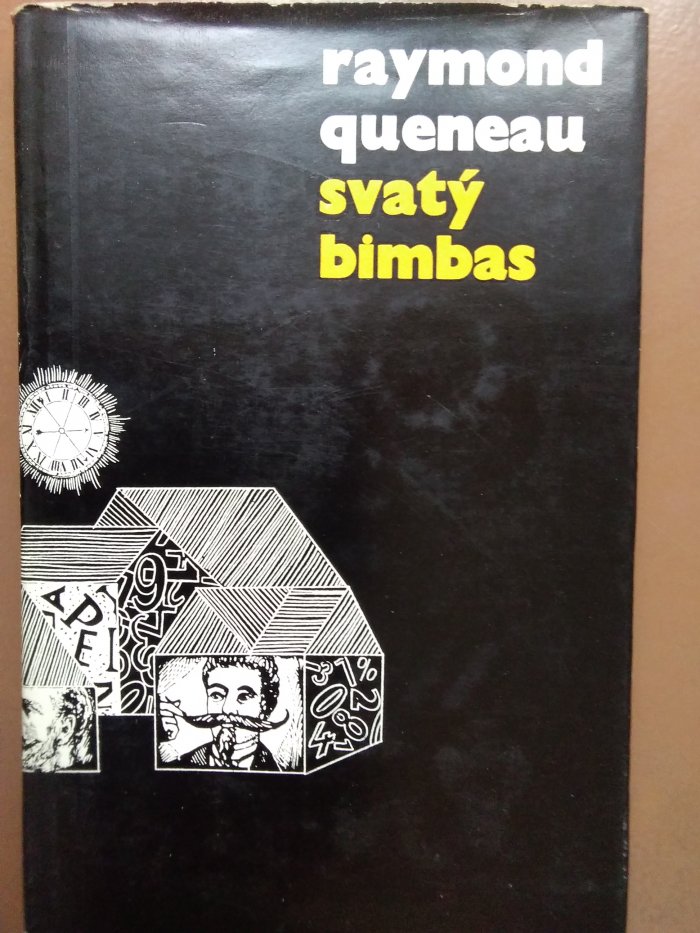 raymond
queneau
svatý
bimbas